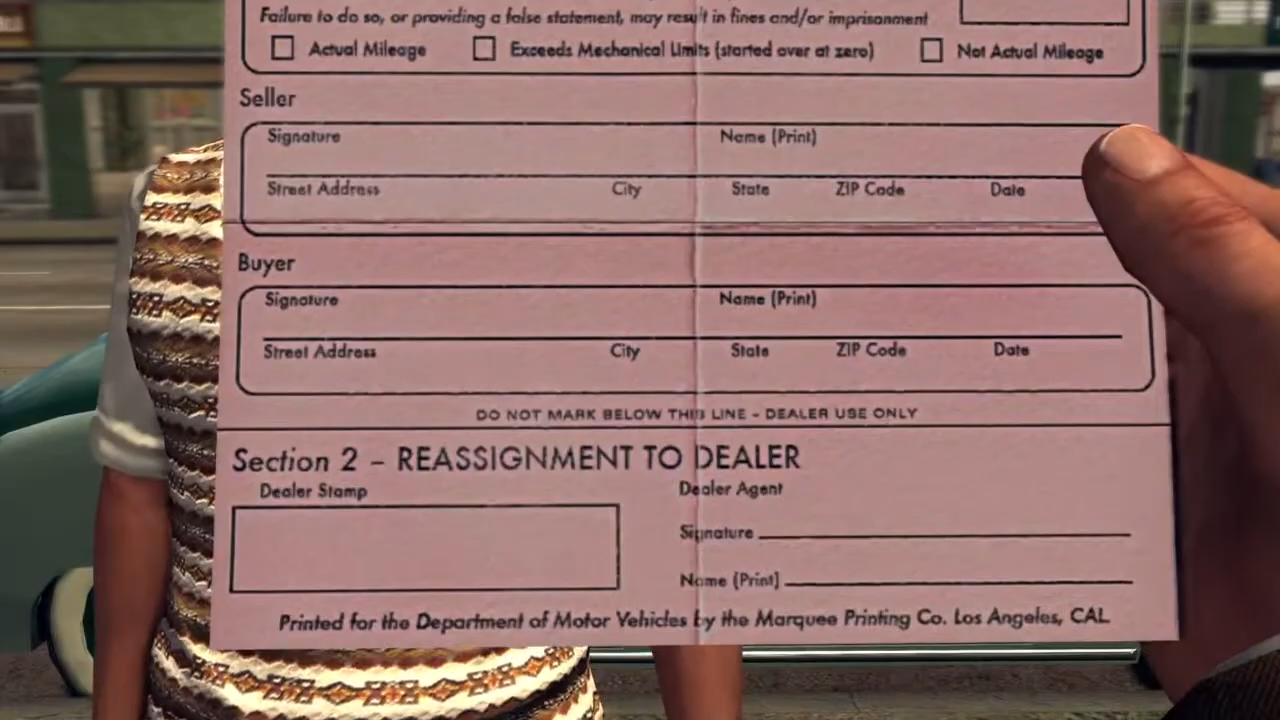 Failure to do so, or providing a false statement, may result in fines and/or imprisonment
Actual Mileage Exceeds Mechanical Limits (started over at zero) Not Actual Mileage
Seller
Signature Name (Print)
Street Address City State ZIP Code Date
Buyer
Signature Name (Print)
Street Address City State ZIP Code Date
DO NOT MARK BELOW THIS LINE - DEALER USE ONLY
Section 2 - REASSIGNMENT TO DEALER
Dealer Stamp Dealer Agent
Signature
Name (Print)
Printed for the Department of Motor Vehicles by the Marquee Printing Co. Los Angeles, CAL